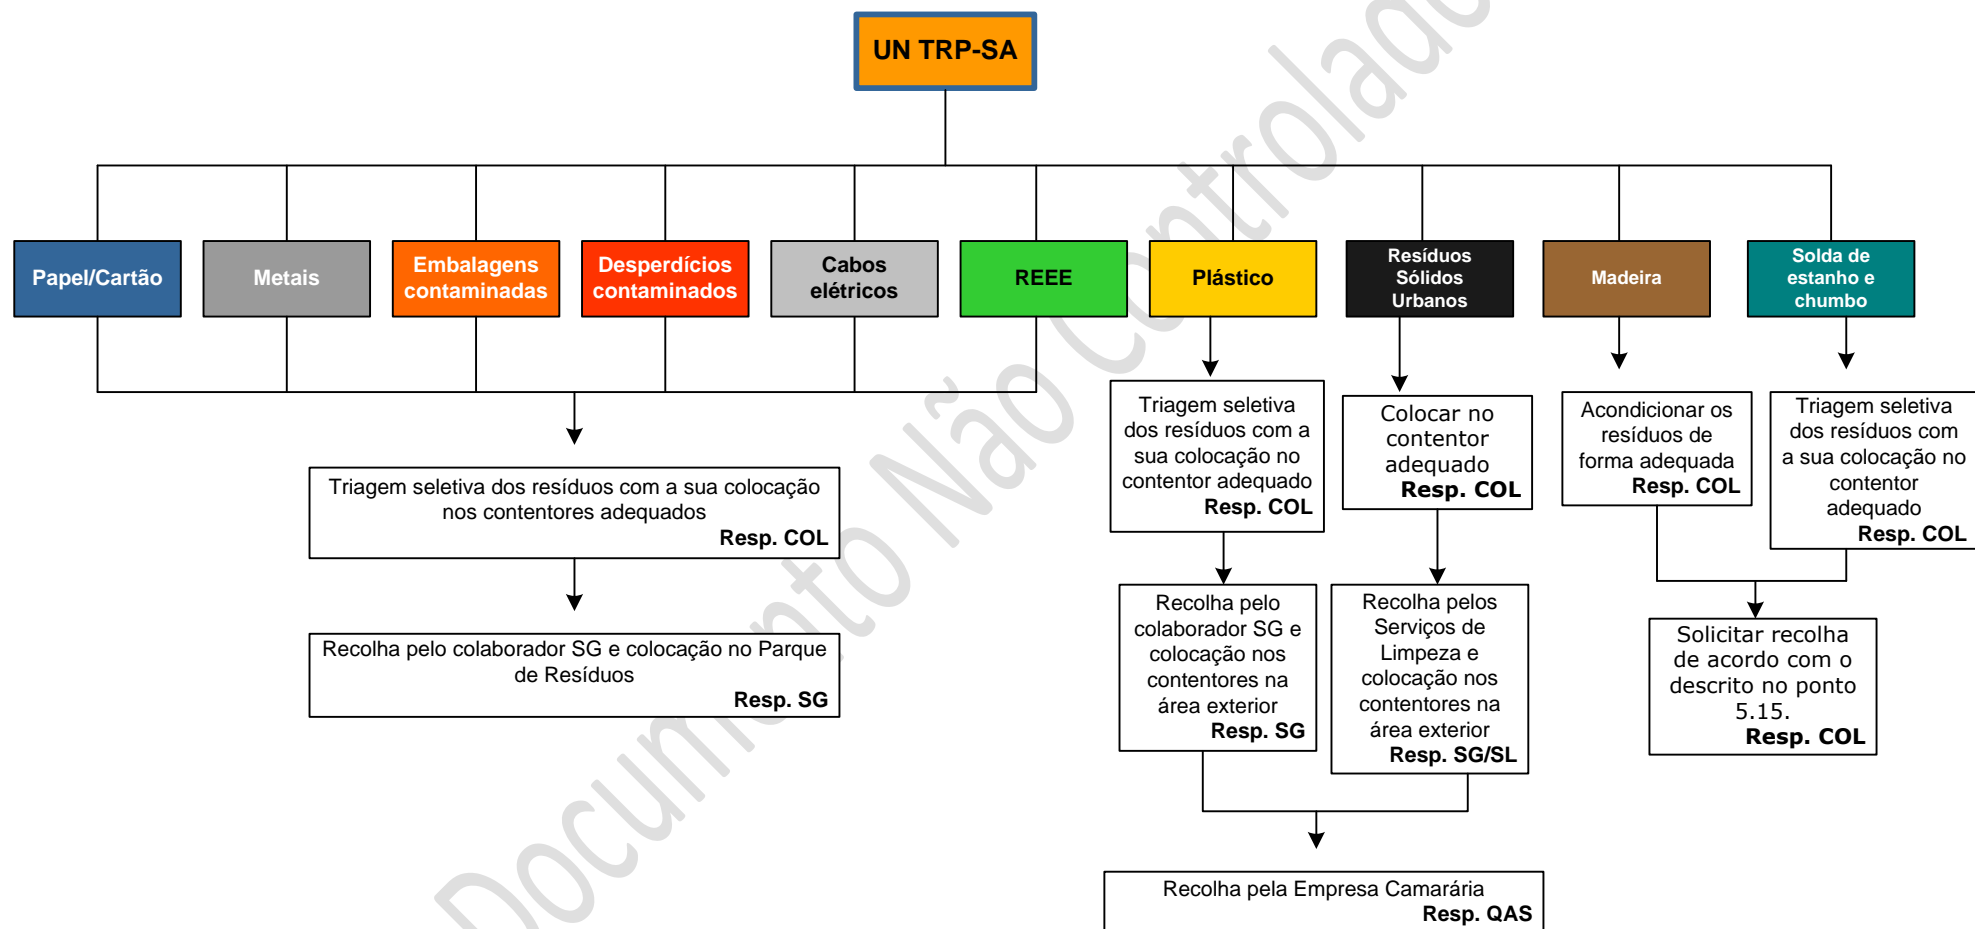 UN TRP-SA
Papel/Cartão
Metais
Embalagens
contaminadas
Desperdícios
contaminados
Cabos
elétricos
REEE
Plástico
Resíduos
Sólidos
Urbanos
Madeira
Solda de
estanho e
chumbo
Triagem seletiva dos resíduos com a sua colocação
nos contentores adequados
Resp. COL
Recolha pelo colaborador SG e colocação no Parque
de Resíduos
Resp. SG
Triagem seletiva
dos resíduos com a
sua colocação no
contentor adequado
Resp. COL
Recolha pelo
colaborador SG e
colocação nos
contentores na
área exterior
Resp. SG
Colocar no
contentor
adequado
Resp. COL
Recolha pelos
Serviços de
Limpeza e
colocação nos
contentores na
área exterior
Resp. SG/SL
Recolha pela Empresa Camarária
Resp. QAS
Acondicionar os
resíduos de
forma adequada
Resp. COL
Triagem seletiva
dos resíduos com
a sua colocação no
contentor
adequado
Resp. COL
Solicitar recolha
de acordo com o
descrito no ponto
5.15.
Resp. COL
Documento Não Controlado